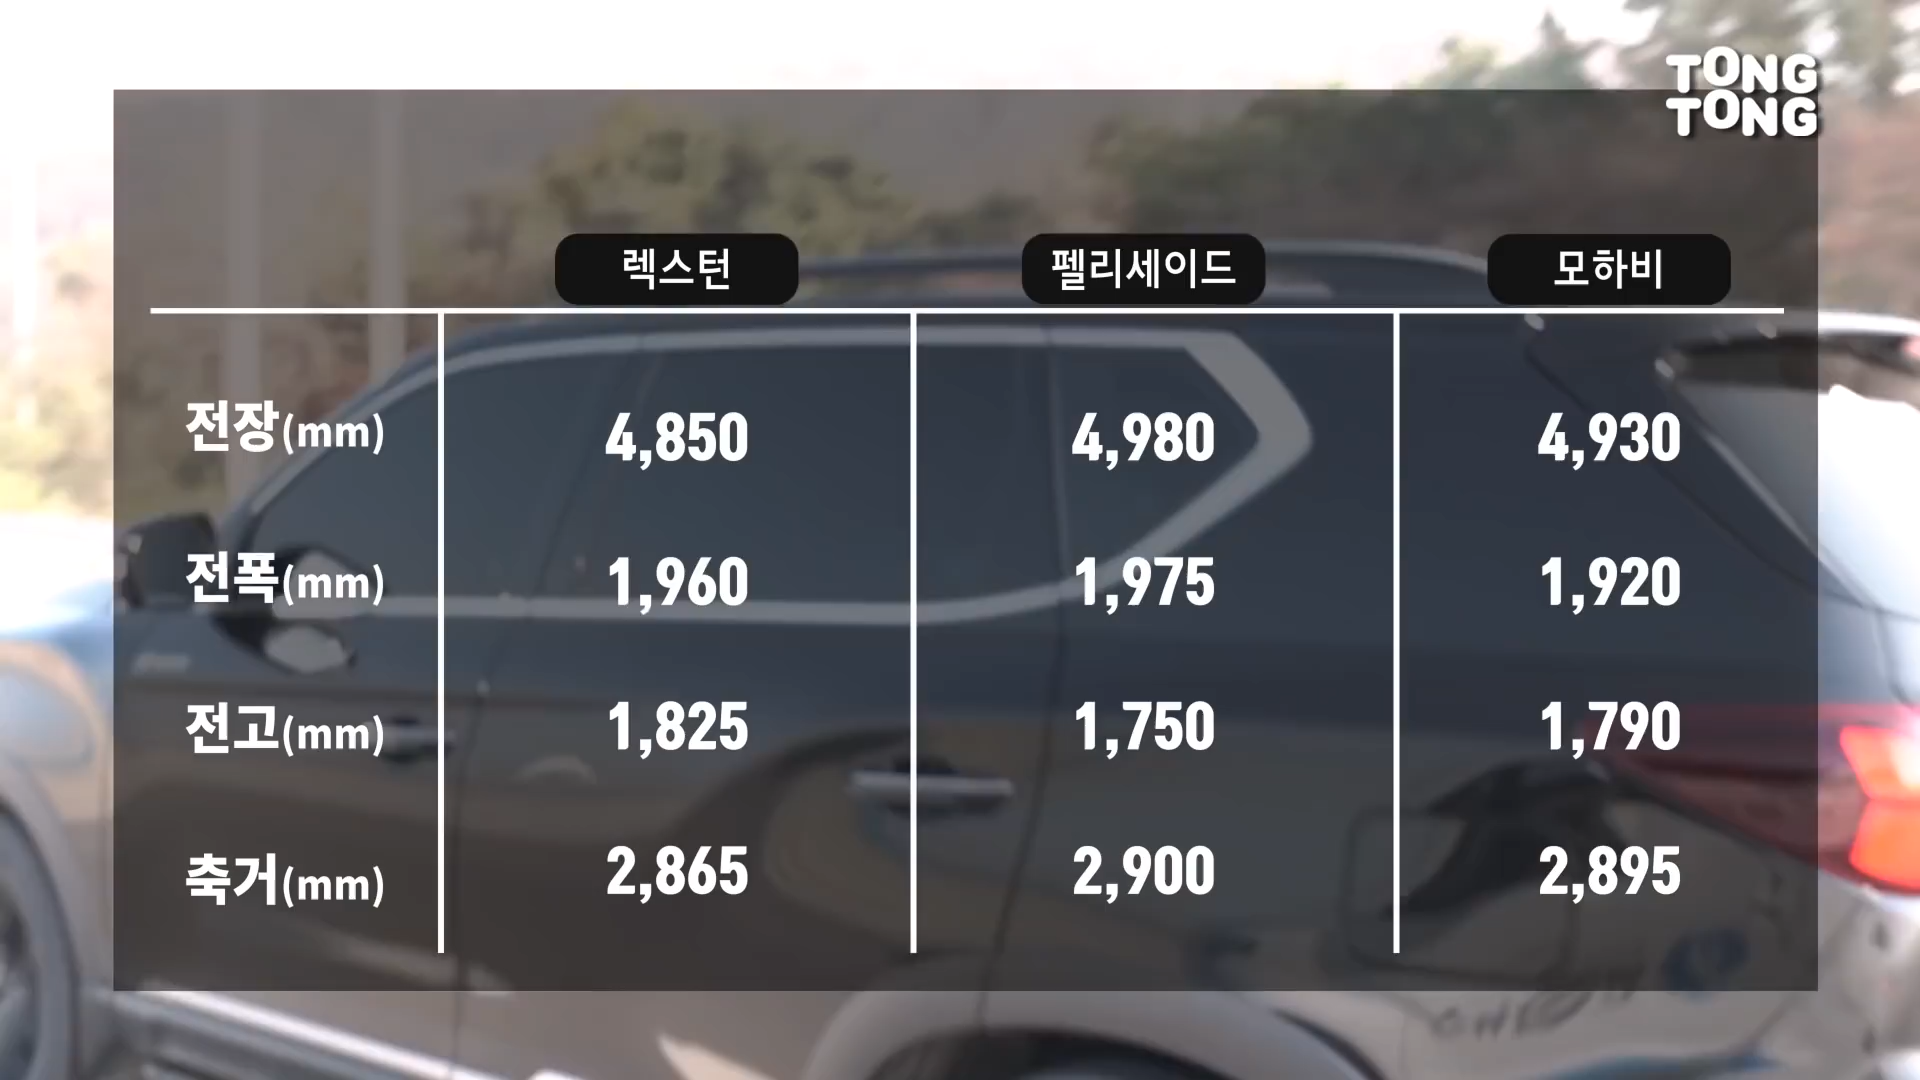 TONG
TONG
렉스턴 펠리세이드 모하비
전장(mm) 4,850 4,980 4,930
전폭(mm) 1,960 1,975 1,920
전고(mm) 1,825 1,750 1,790
축거(mm) 2,865 2,900 2,895